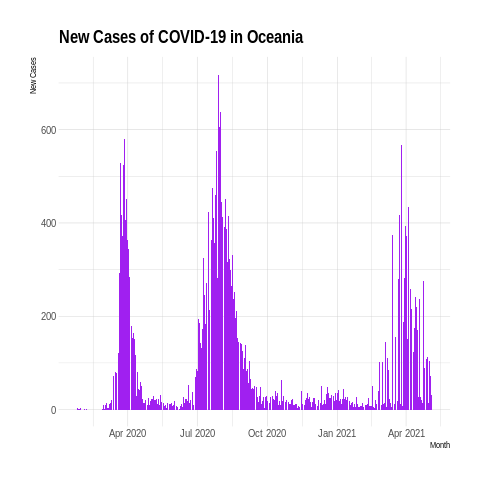 New Cases of COVID-19 in Oceania
New Cases
600
400
200
0
Apr 2020 Jul 2020 Oct 2020 Jan 2021 Apr 2021
Month